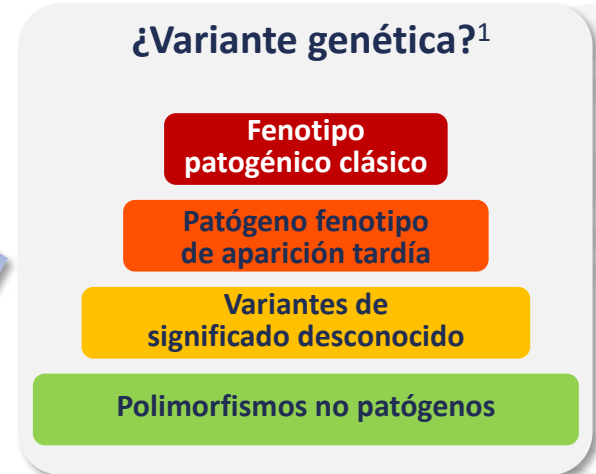 ¿Variante genética?¹
Fenotipo
patogénico clásico
Patógeno fenotipo
de aparición tardía
Variantes de
significado desconocido
Polimorfismos no patógenos